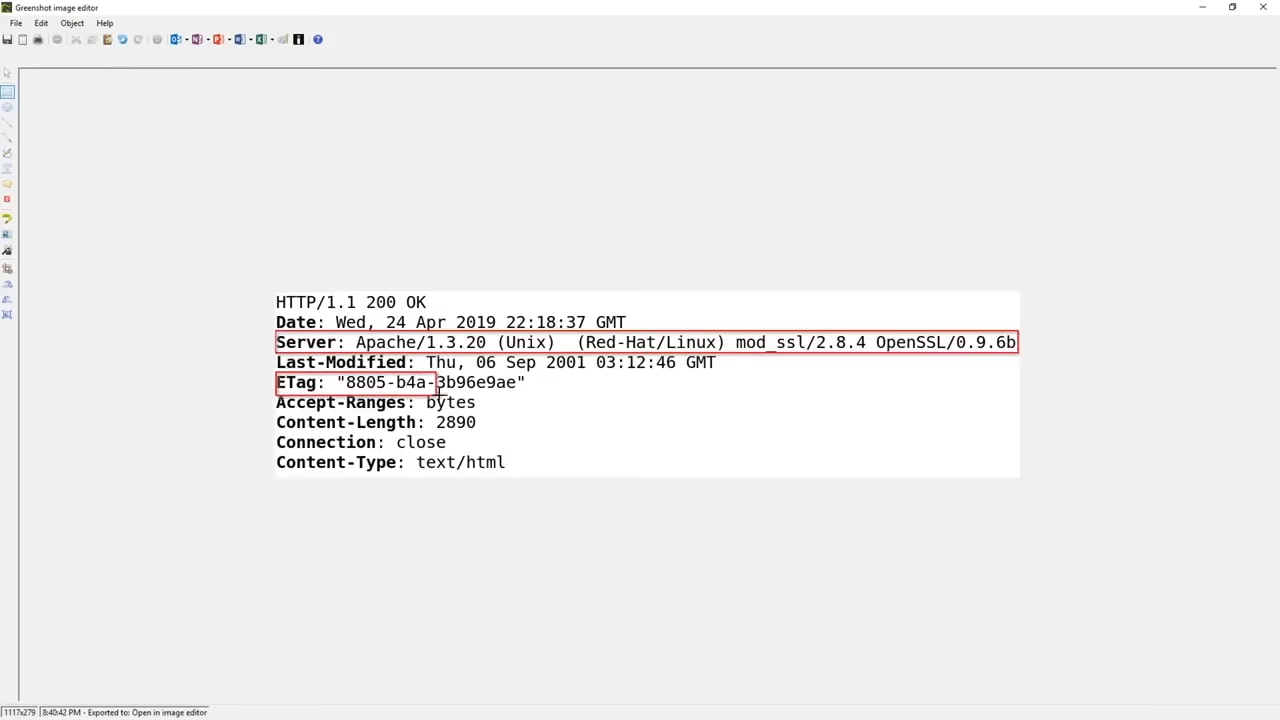 Greenshot image editor
File Edit Object Help
HTTP/1.1 200 OK
Date: Wed, 24 Apr 2019 22:18:37 GMT
Server: Apache/1.3.20 (Unix)  (Red-Hat/Linux) mod_ssl/2.8.4 OpenSSL/0.9.6b
Last-Modified: Thu, 06 Sep 2001 03:12:46 GMT
ETag: "8805-b4a-3b96e9ae"
Accept-Ranges: bytes
Content-Length: 2890
Connection: close
Content-Type: text/html
1117x279 8:40:42 PM - Exported to: Open in image editor